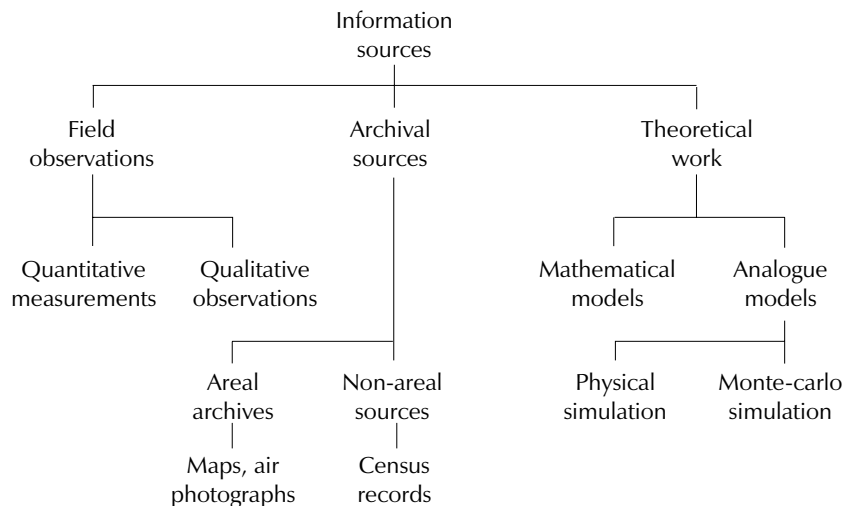 Information
sources
Field
observations
Archival
sources
Theoretical
work
Quantitative
measurements
Qualitative
observations
Mathematical
models
Analogue
models
Areal
archives
Non-areal
sources
Physical
simulation
Monte-carlo
simulation
Maps, air
photographs
Census
records